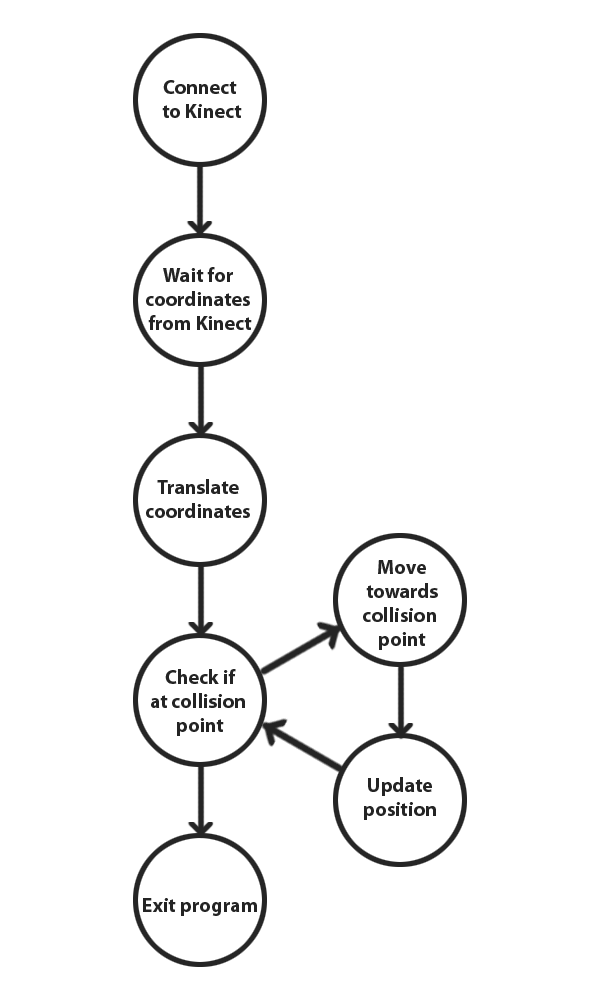 Connect
to Kinect
Wait for
coordinates
from Kinect
Translate
coordinates
Move
towards
collision
point
Check if
at collision
point
Update
position
Exit program